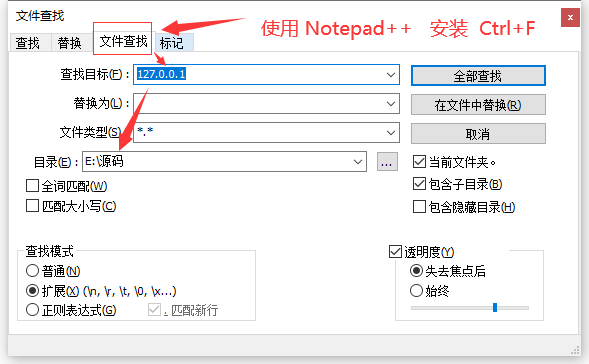 文件查找
x
查找 替换 文件查找 标记
使用 Notepad++ 安装 Ctrl+F
查找目标(F)： 127.0.0.1 全部查找
替换为(L)： 在文件中替换(R)
文件类型(S) *.* 取消
目录(E)： E:\源码 ... 当前文件夹。
全词匹配(W) 包含子目录(B)
匹配大小写(C) 包含隐藏目录(H)
查找模式 透明度(Y)
普通(N) 失去焦点后
扩展(X) (\n, \r, \t, \0, \x...) 始终
正则表达式(G) . 匹配新行